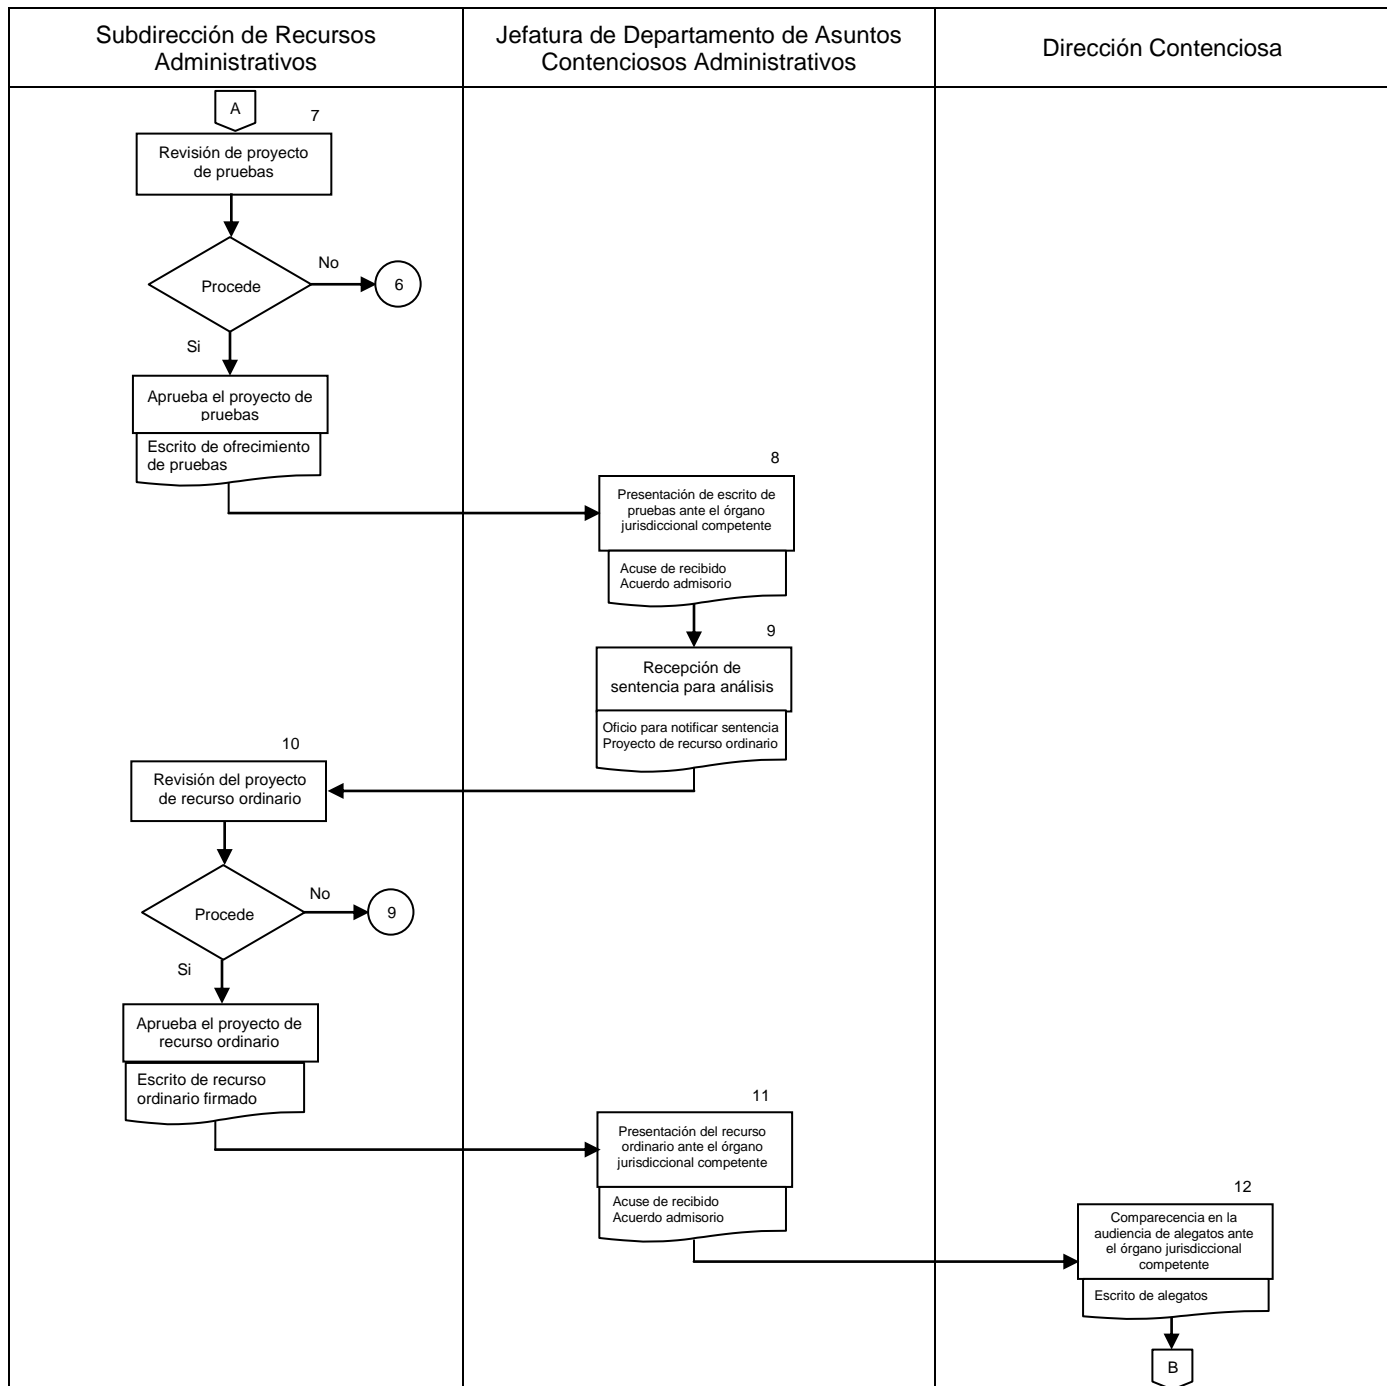 Subdirección de Recursos
Administrativos
Jefatura de Departamento de Asuntos
Contenciosos Administrativos
Dirección Contenciosa
A
7
Revisión de proyecto
de pruebas
Procede
No
6
Si
Aprueba el proyecto de
pruebas
Escrito de ofrecimiento
de pruebas
8
Presentación de escrito de
pruebas ante el órgano
jurisdiccional competente
Acuse de recibido
Acuerdo admisorio
9
Recepción de
sentencia para análisis
Oficio para notificar sentencia
Proyecto de recurso ordinario
10
Revisión del proyecto
de recurso ordinario
Procede
No
9
Si
Aprueba el proyecto de
recurso ordinario
Escrito de recurso
ordinario firmado
11
Presentación del recurso
ordinario ante el órgano
jurisdiccional competente
Acuse de recibido
Acuerdo admisorio
12
Comparecencia en la
audiencia de alegatos ante
el órgano jurisdiccional
competente
Escrito de alegatos
B